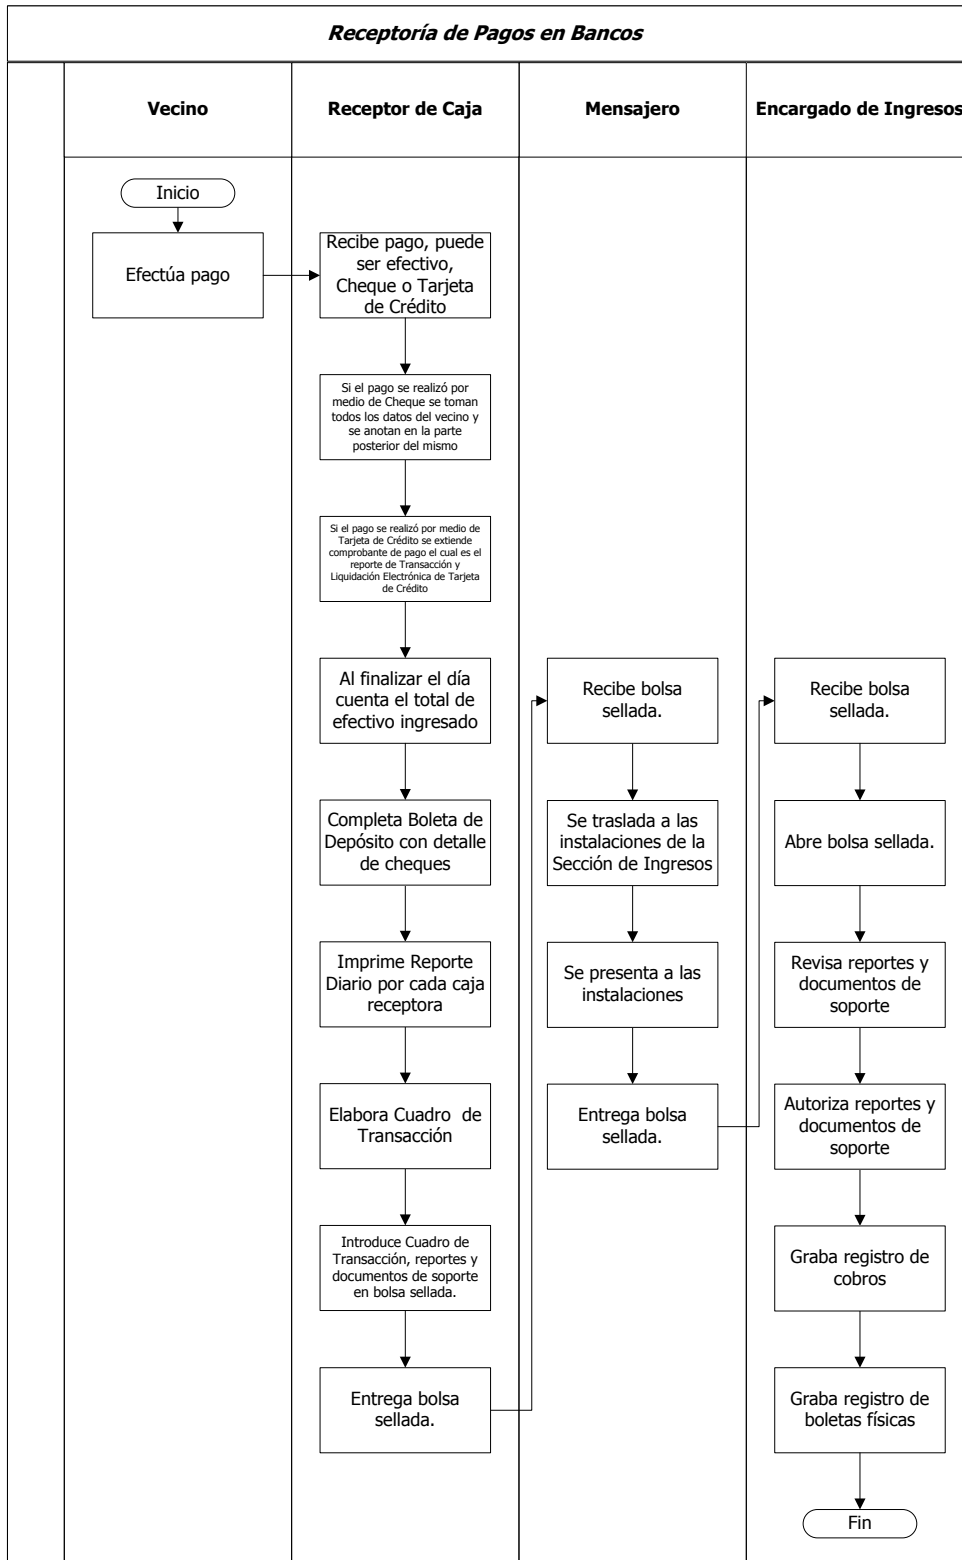 Receptoría de Pagos en Bancos
Vecino
Receptor de Caja
Mensajero
Encargado de Ingresos
Inicio
Efectúa pago
Recibe pago, puede
ser efectivo,
Cheque o Tarjeta
de Crédito
Si el pago se realizó por
medio de Cheque se toman
todos los datos del vecino y
se anotan en la parte
posterior del mismo
Si el pago se realizó por medio de
Tarjeta de Crédito se extiende
comprobante de pago el cual es el
reporte de Transacción y
Liquidación Electrónica de Tarjeta
de Crédito
Al finalizar el día
cuenta el total de
efectivo ingresado
Completa Boleta de
Depósito con detalle
de cheques
Imprime Reporte
Diario por cada caja
receptora
Elabora Cuadro de
Transacción
Introduce Cuadro de
Transacción, reportes y
documentos de soporte
en bolsa sellada.
Entrega bolsa
sellada.
Recibe bolsa
sellada.
Se traslada a las
instalaciones de la
Sección de Ingresos
Se presenta a las
instalaciones
Entrega bolsa
sellada.
Recibe bolsa
sellada.
Abre bolsa sellada.
Revisa reportes y
documentos de
soporte
Autoriza reportes y
documentos de
soporte
Graba registro de
cobros
Graba registro de
boletas físicas
Fin